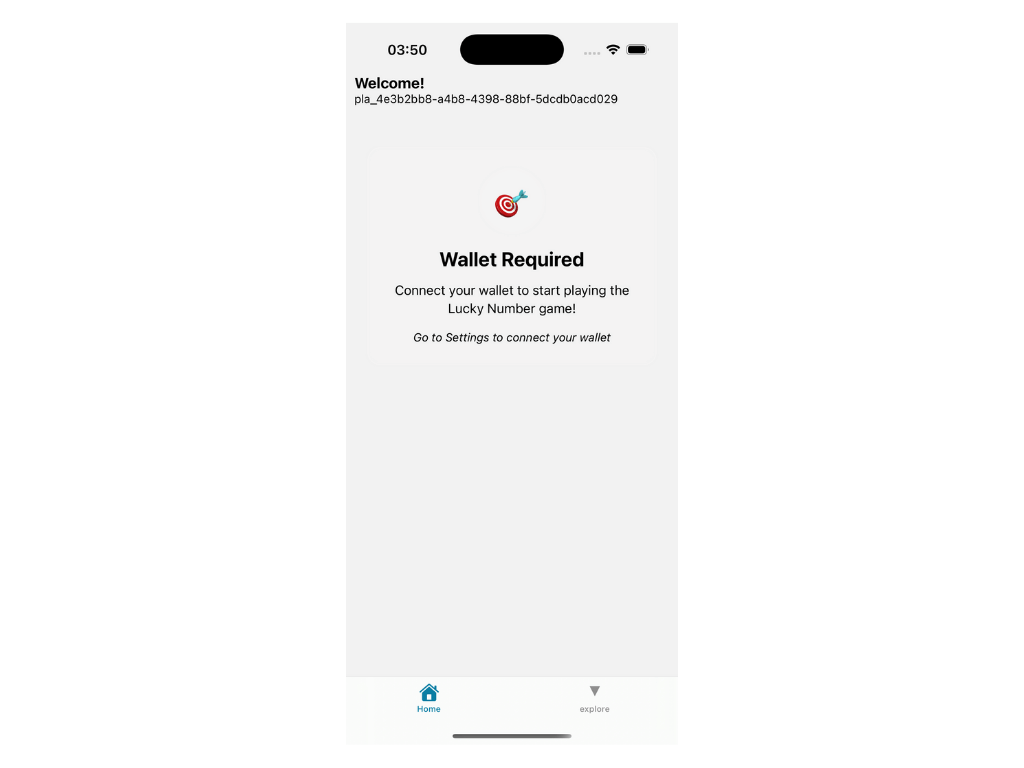 03:50
Welcome!
pla_4e3b2bb8-a4b8-4398-88bf-5dcdb0acd029
Wallet Required
Connect your wallet to start playing the
Lucky Number game!
Go to Settings to connect your wallet
Home
explore